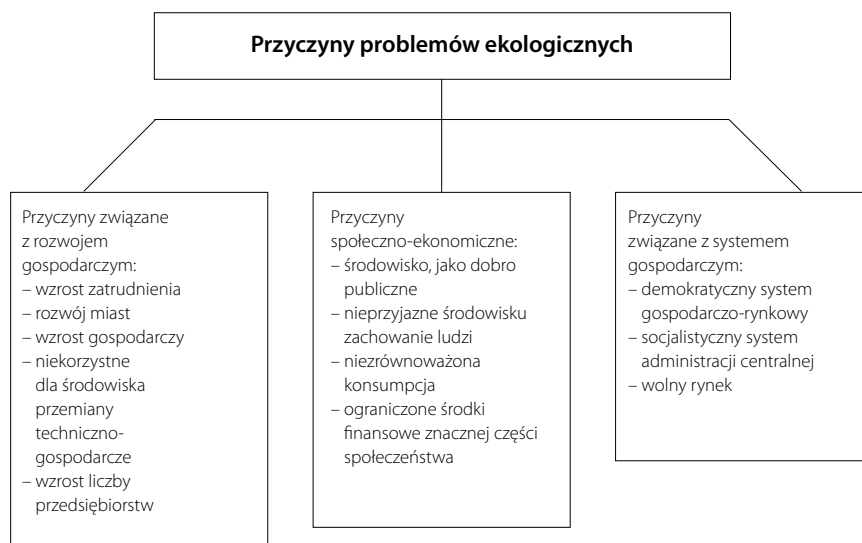 Przyczyny problemów ekologicznych
Przyczyny związane
z rozwojem
gospodarczym:
– wzrost zatrudnienia
– rozwój miast
– wzrost gospodarczy
– niekorzystne
dla środowiska
przemiany
techniczno-
gospodarcze
– wzrost liczby
przedsiębiorstw
Przyczyny
społeczno-ekonomiczne:
– środowisko, jako dobro
publiczne
– nieprzyjazne środowisku
zachowanie ludzi
– niezrównoważona
konsumpcja
– ograniczone środki
finansowe znacznej części
społeczeństwa
Przyczyny
związane z systemem
gospodarczym:
– demokratyczny system
gospodarczo-rynkowy
– socjalistyczny system
administracji centralnej
– wolny rynek